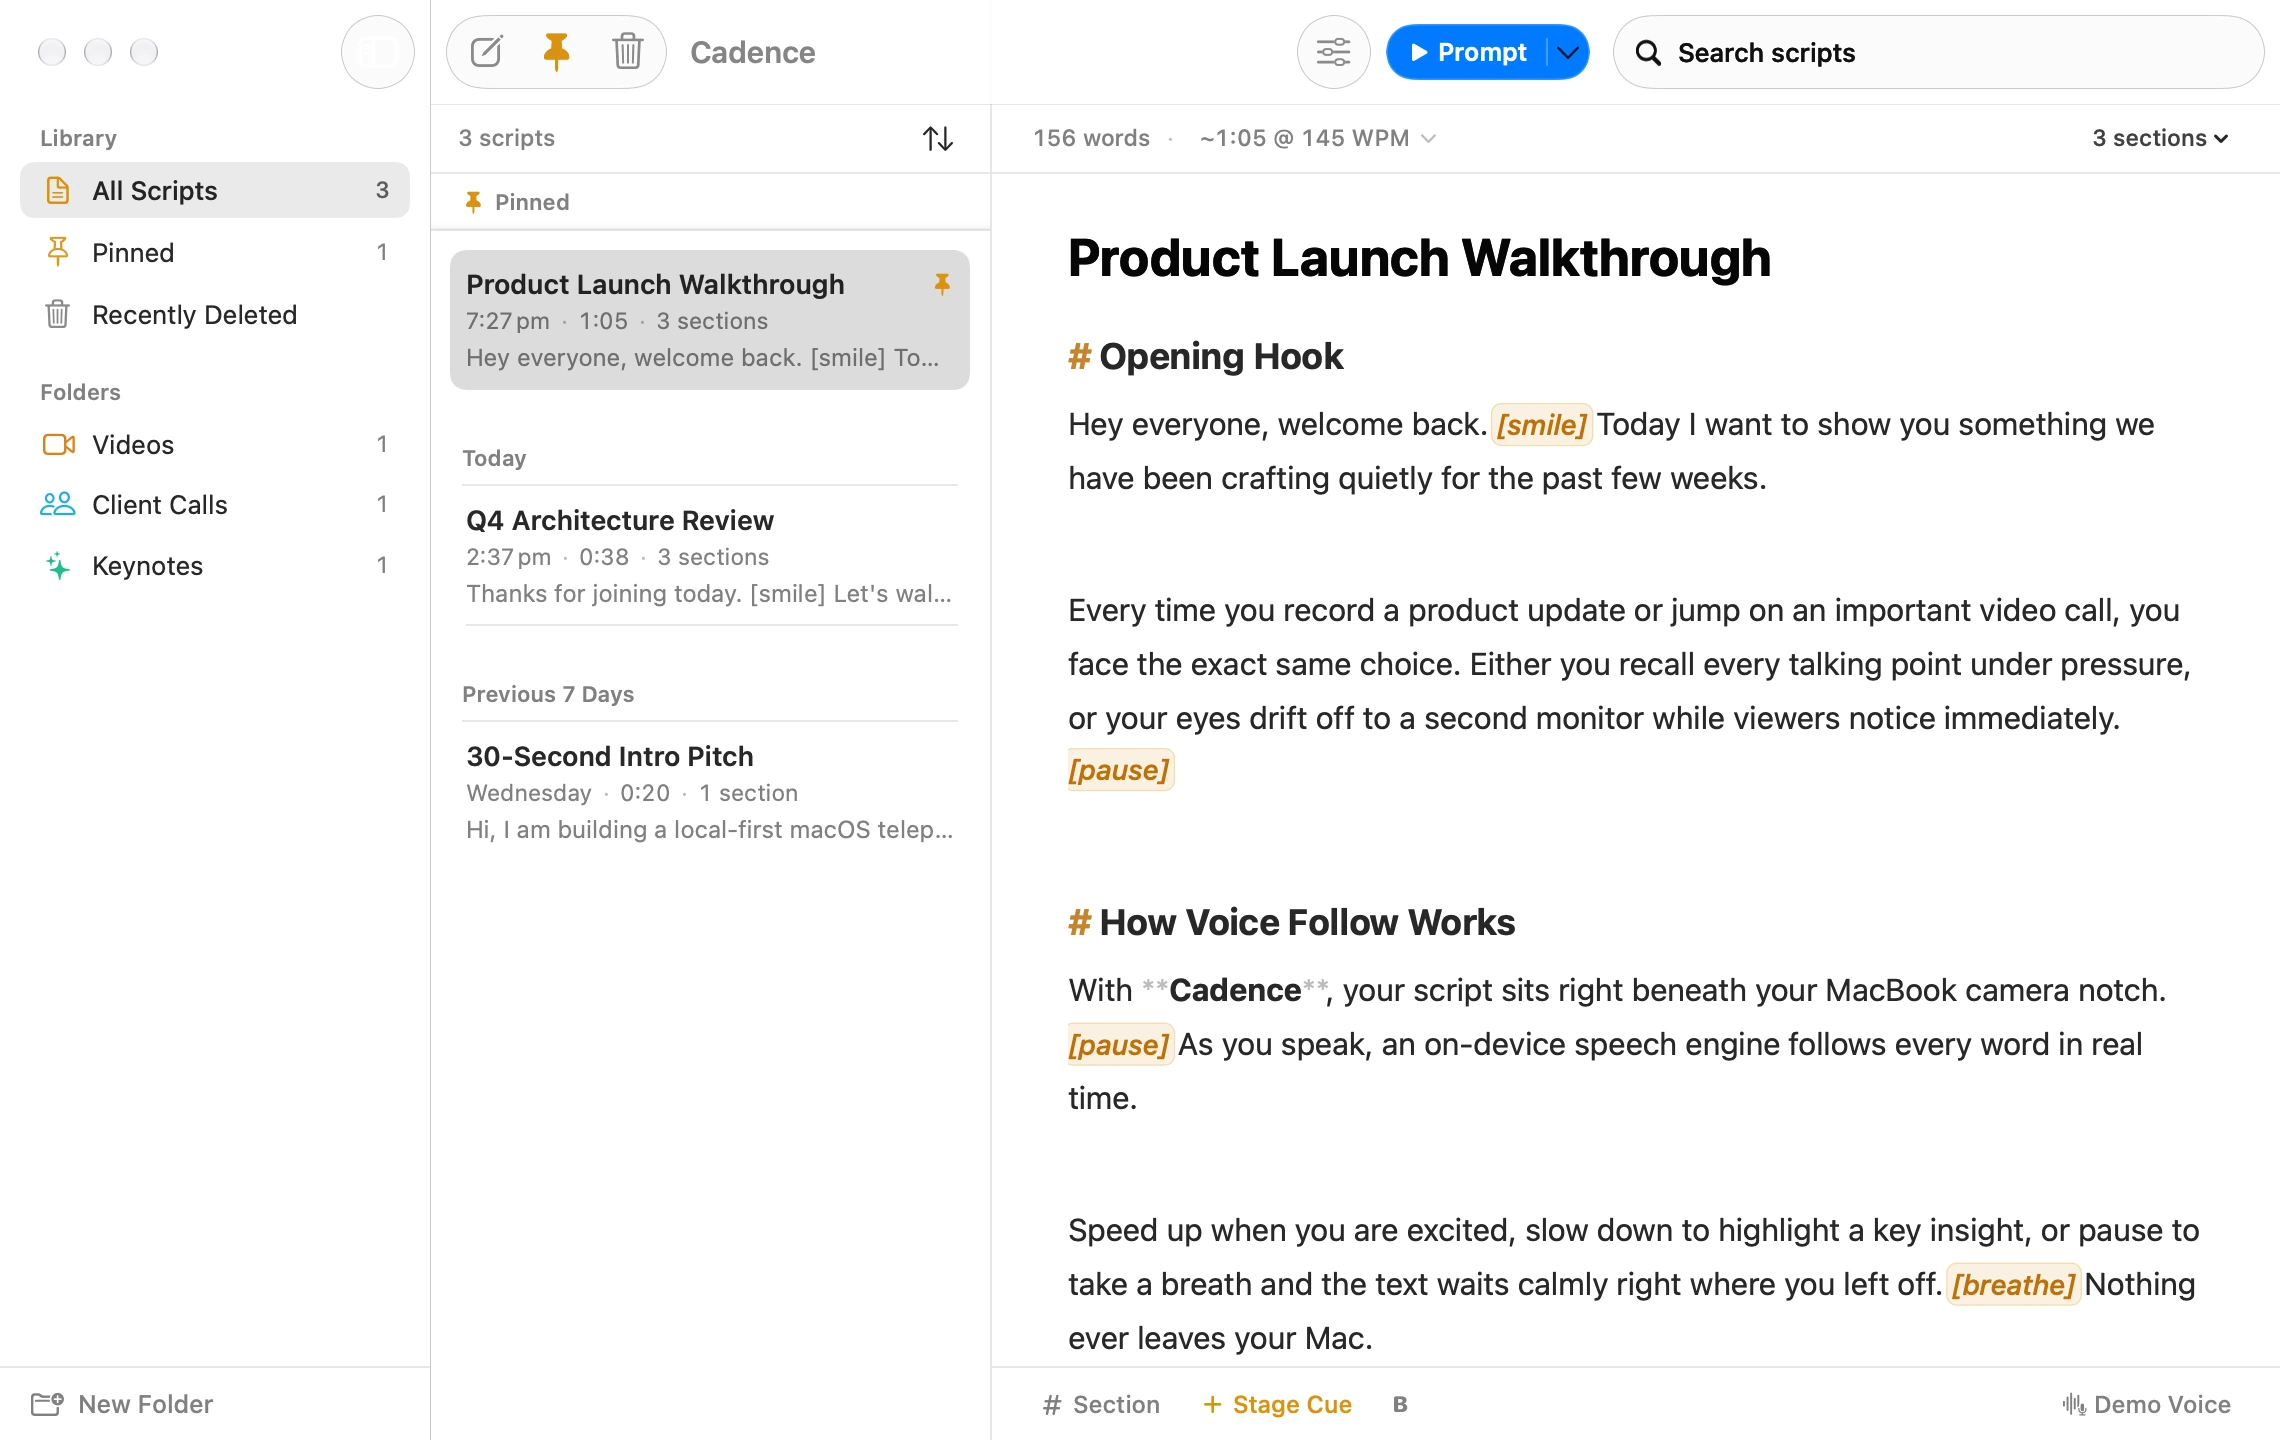 Cadence
Prompt
Search scripts
Library
All Scripts 3
Pinned 1
Recently Deleted
Folders
Videos 1
Client Calls 1
Keynotes 1
New Folder
3 scripts
Pinned
Product Launch Walkthrough
7:27 pm · 1:05 · 3 sections
Hey everyone, welcome back. [smile] To...
Today
Q4 Architecture Review
2:37 pm · 0:38 · 3 sections
Thanks for joining today. [smile] Let's wal...
Previous 7 Days
30-Second Intro Pitch
Wednesday · 0:20 · 1 section
Hi, I am building a local-first macOS telep...
156 words · ~1:05 @ 145 WPM
3 sections
Product Launch Walkthrough
# Opening Hook
Hey everyone, welcome back. [smile] Today I want to show you something we
have been crafting quietly for the past few weeks.
Every time you record a product update or jump on an important video call, you
face the exact same choice. Either you recall every talking point under pressure,
or your eyes drift off to a second monitor while viewers notice immediately.
[pause]
# How Voice Follow Works
With **Cadence**, your script sits right beneath your MacBook camera notch.
[pause] As you speak, an on-device speech engine follows every word in real
time.
Speed up when you are excited, slow down to highlight a key insight, or pause to
take a breath and the text waits calmly right where you left off. [breathe] Nothing
ever leaves your Mac.
# Section
+ Stage Cue
B
Demo Voice